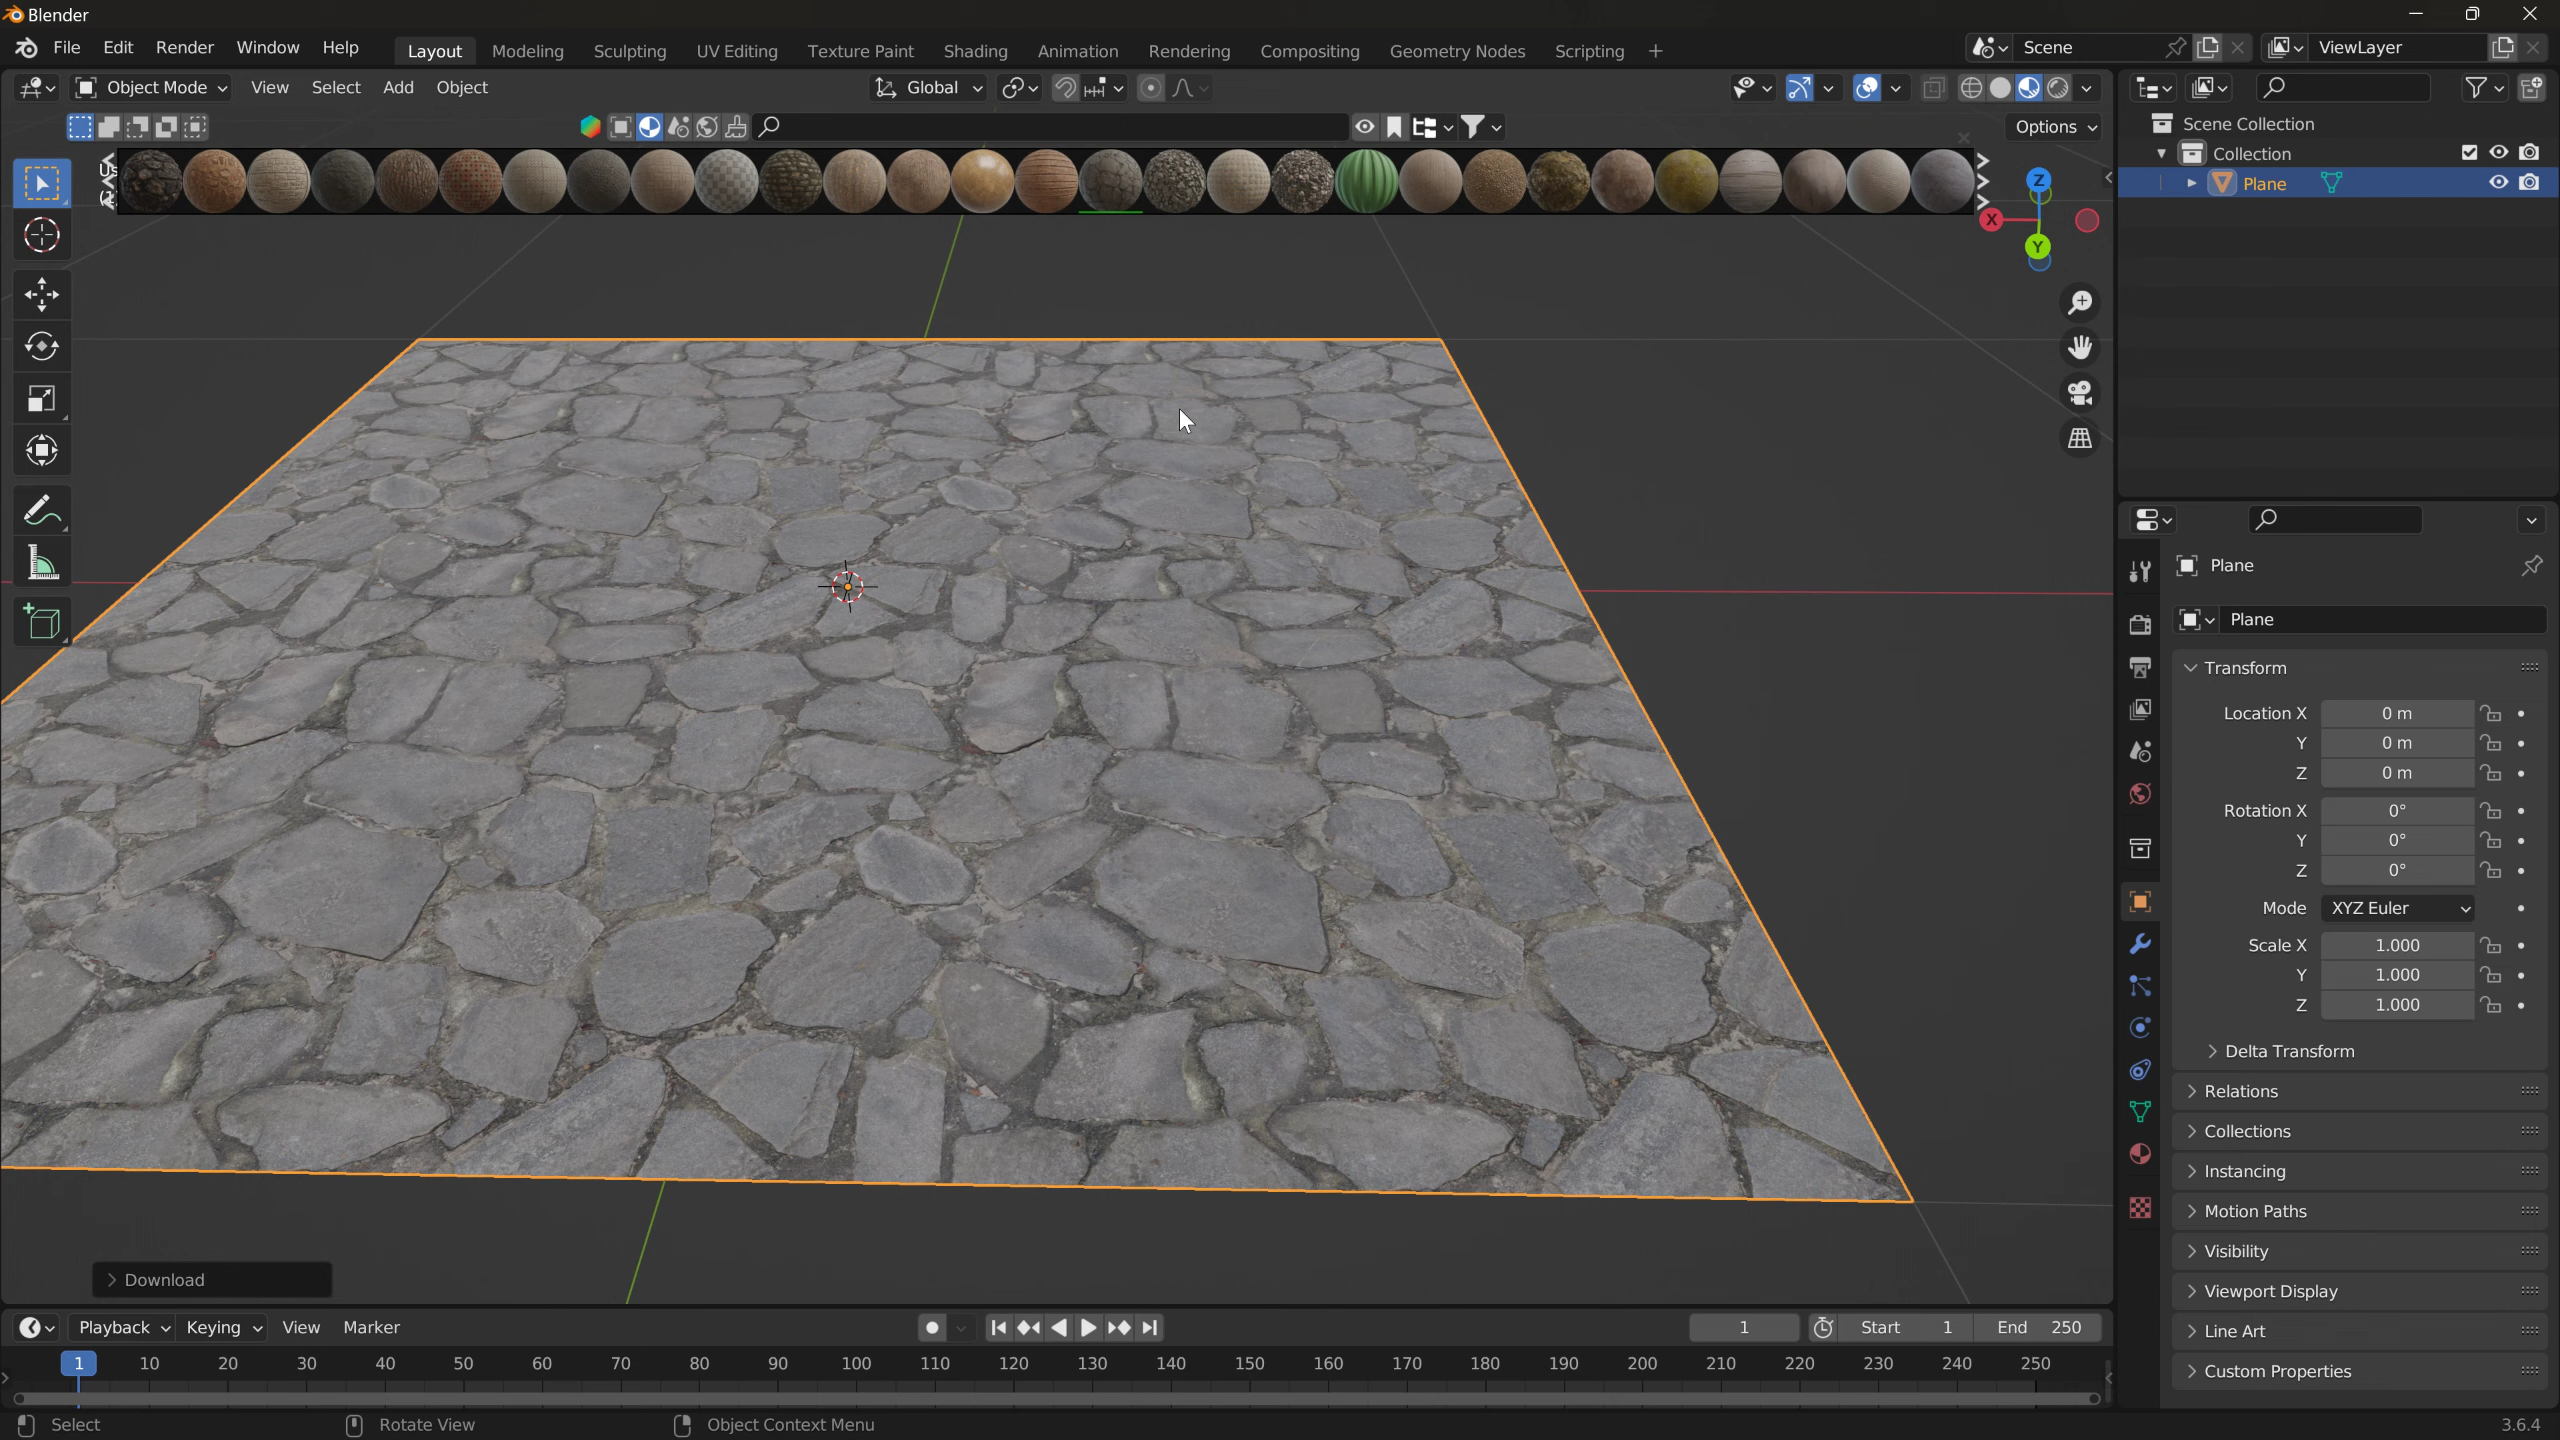 Blender
File Edit Render Window Help Layout Modeling Sculpting UV Editing Texture Paint Shading Animation Rendering Compositing Geometry Nodes Scripting + Scene ViewLayer
Object Mode View Select Add Object Global
Options
Us
(1
Z
X
Y
Scene Collection
Collection
Plane
Plane
Plane
Transform
Location X 0 m
Y 0 m
Z 0 m
Rotation X 0°
Y 0°
Z 0°
Mode XYZ Euler
Scale X 1.000
Y 1.000
Z 1.000
Delta Transform
Relations
Collections
Instancing
Motion Paths
Visibility
Viewport Display
Line Art
Custom Properties
Download
Playback Keying View Marker 1 Start 1 End 250
1 10 20 30 40 50 60 70 80 90 100 110 120 130 140 150 160 170 180 190 200 210 220 230 240 250
Select Rotate View Object Context Menu 3.6.4